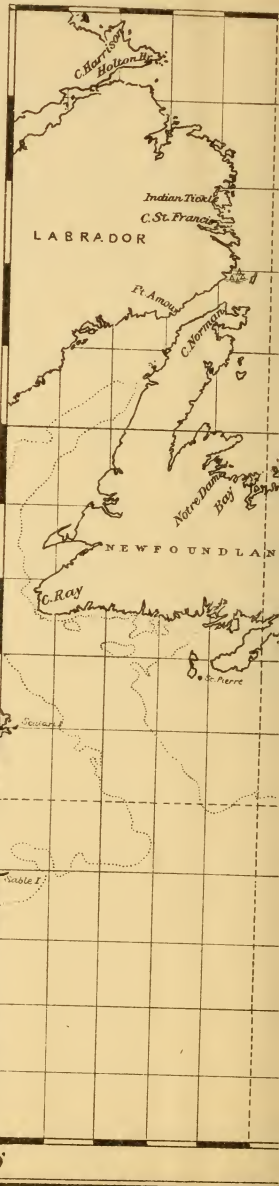 C. Harrison
Holton Hr.
Indian Tickle
C. St. Francis
LABRADOR
Pt. Amour
C. Norman
Notre Dame
Bay
NEWFOUNDLAN
C. Ray
St. Pierre
Sable I.